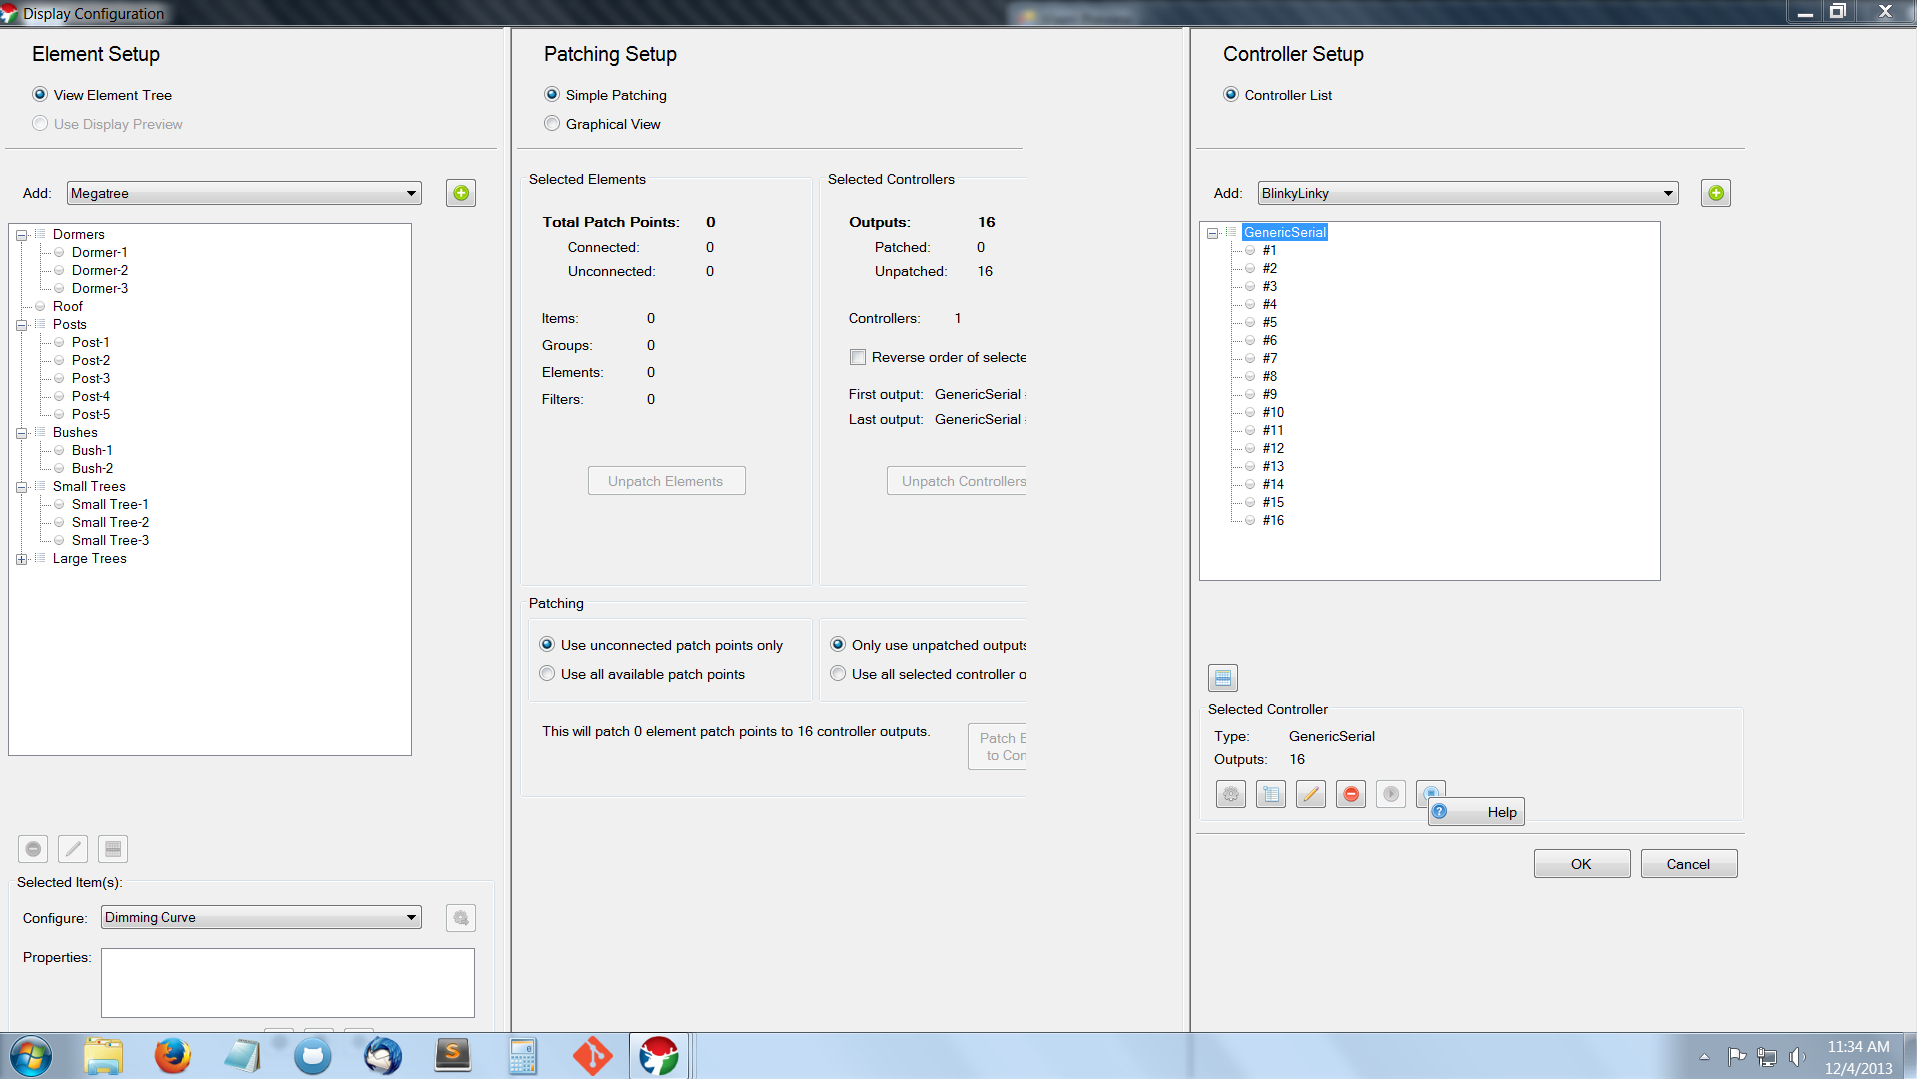 Display Configuration
Element Setup
View Element Tree
Use Display Preview
Add:
Megatree
Dormers
Dormer-1
Dormer-2
Dormer-3
Roof
Posts
Post-1
Post-2
Post-3
Post-4
Post-5
Bushes
Bush-1
Bush-2
Small Trees
Small Tree-1
Small Tree-2
Small Tree-3
Large Trees
Selected Item(s):
Configure:
Dimming Curve
Properties:
Patching Setup
Simple Patching
Graphical View
Selected Elements
Total Patch Points: 0
Connected: 0
Unconnected: 0
Items: 0
Groups: 0
Elements: 0
Filters: 0
Unpatch Elements
Selected Controllers
Outputs: 16
Patched: 0
Unpatched: 16
Controllers: 1
Reverse order of selecte
First output: GenericSerial
Last output: GenericSerial
Unpatch Controllers
Patching
Use unconnected patch points only
Use all available patch points
Only use unpatched outputs
Use all selected controller o
This will patch 0 element patch points to 16 controller outputs.
Patch E
to Con
Controller Setup
Controller List
Add:
BlinkyLinky
GenericSerial
#1
#2
#3
#4
#5
#6
#7
#8
#9
#10
#11
#12
#13
#14
#15
#16
Selected Controller
Type: GenericSerial
Outputs: 16
Help
OK
Cancel
11:34 AM
12/4/2013